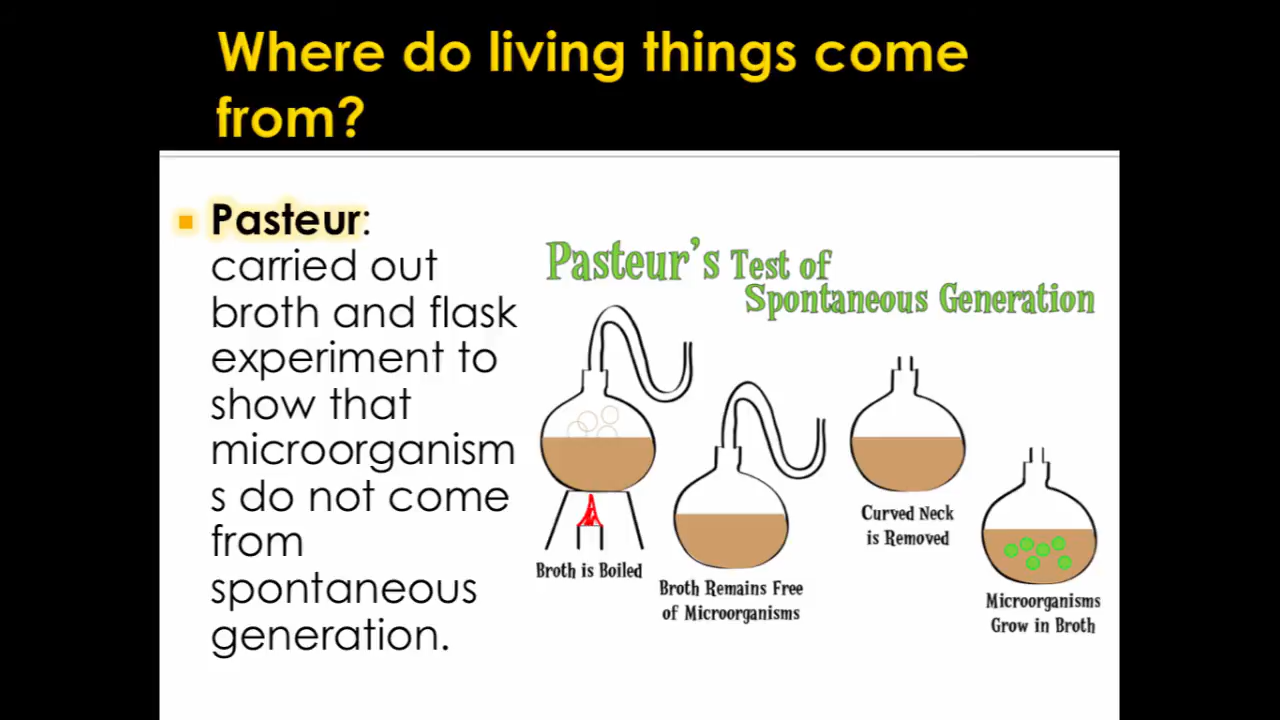 Where do living things come
from?
Pasteur:
carried out
broth and flask
experiment to
show that
microorganism
s do not come
from
spontaneous
generation.
Pasteur's Test of
Spontaneous Generation
Broth is Boiled
Broth Remains Free
of Microorganisms
Curved Neck
is Removed
Microorganisms
Grow in Broth